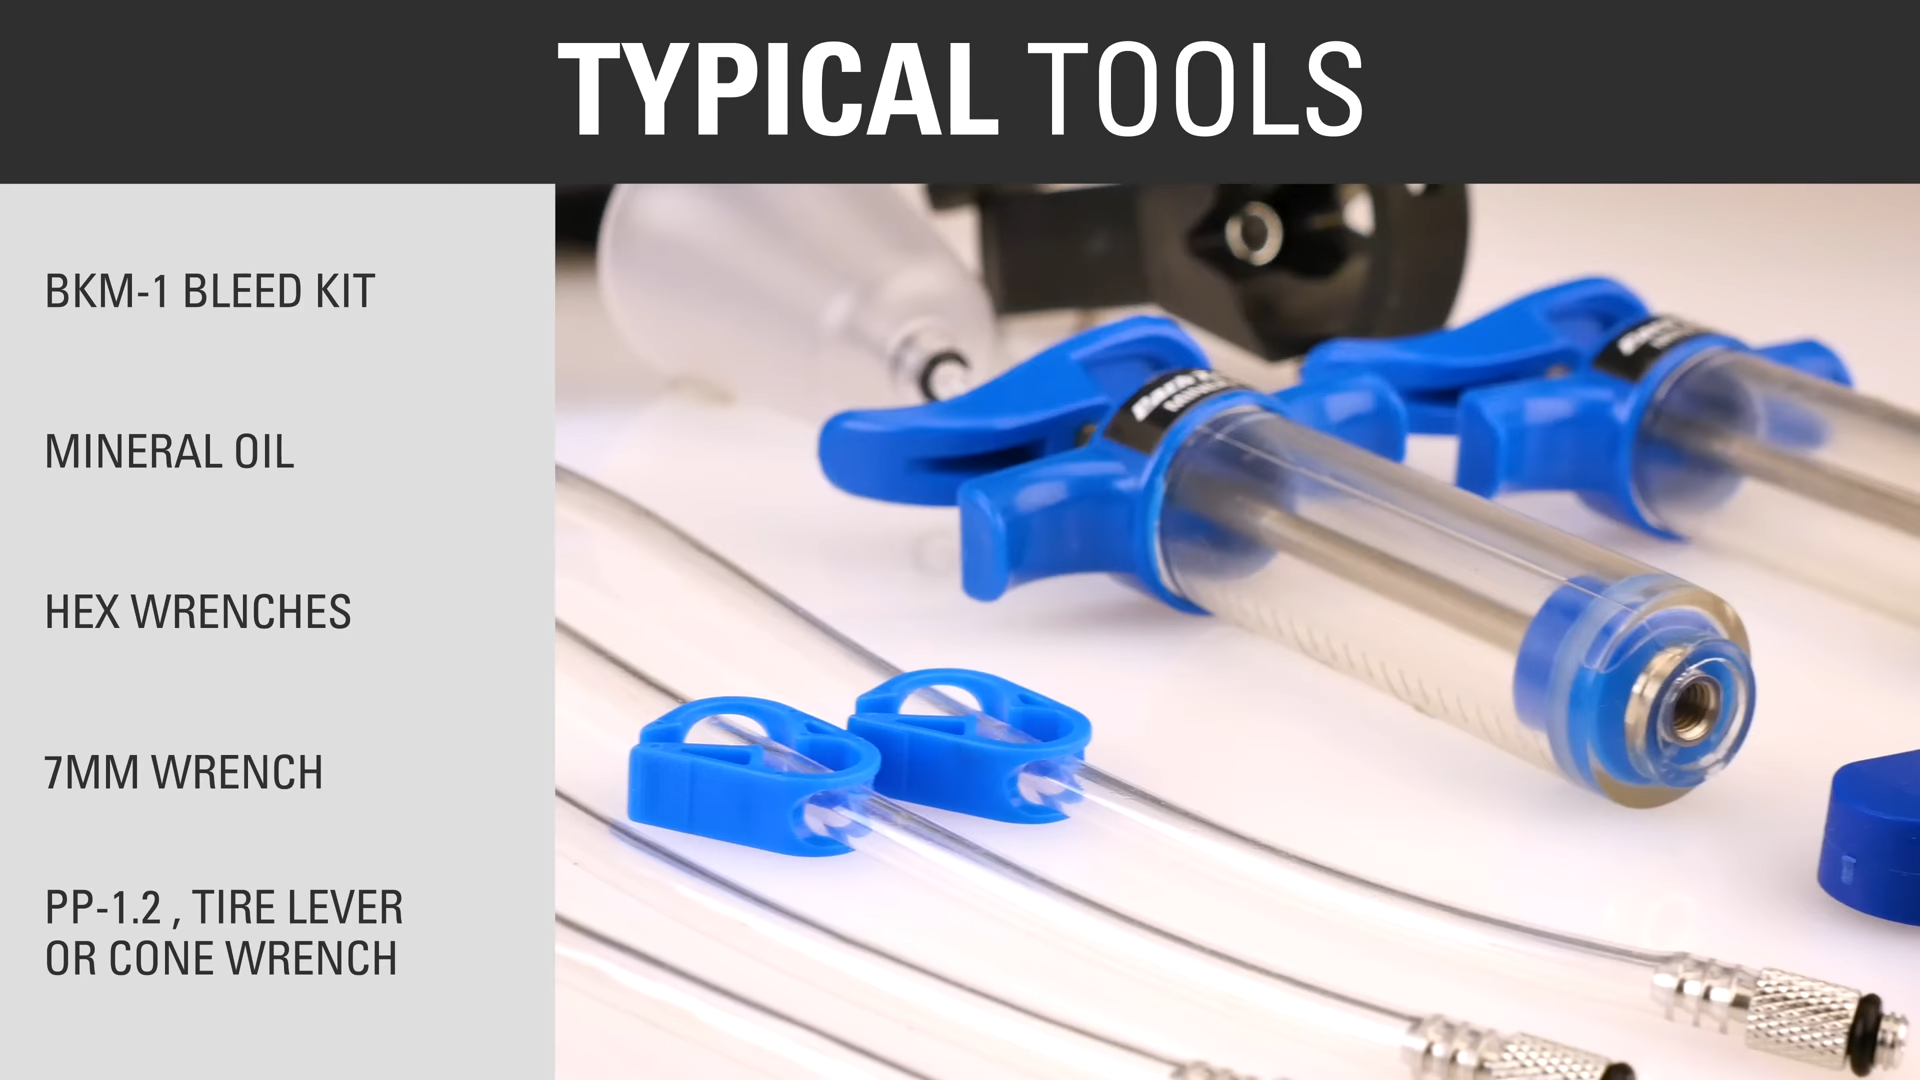 TYPICAL TOOLS
BKM-1 BLEED KIT
MINERAL OIL
HEX WRENCHES
7MM WRENCH
PP-1.2 , TIRE LEVER
OR CONE WRENCH